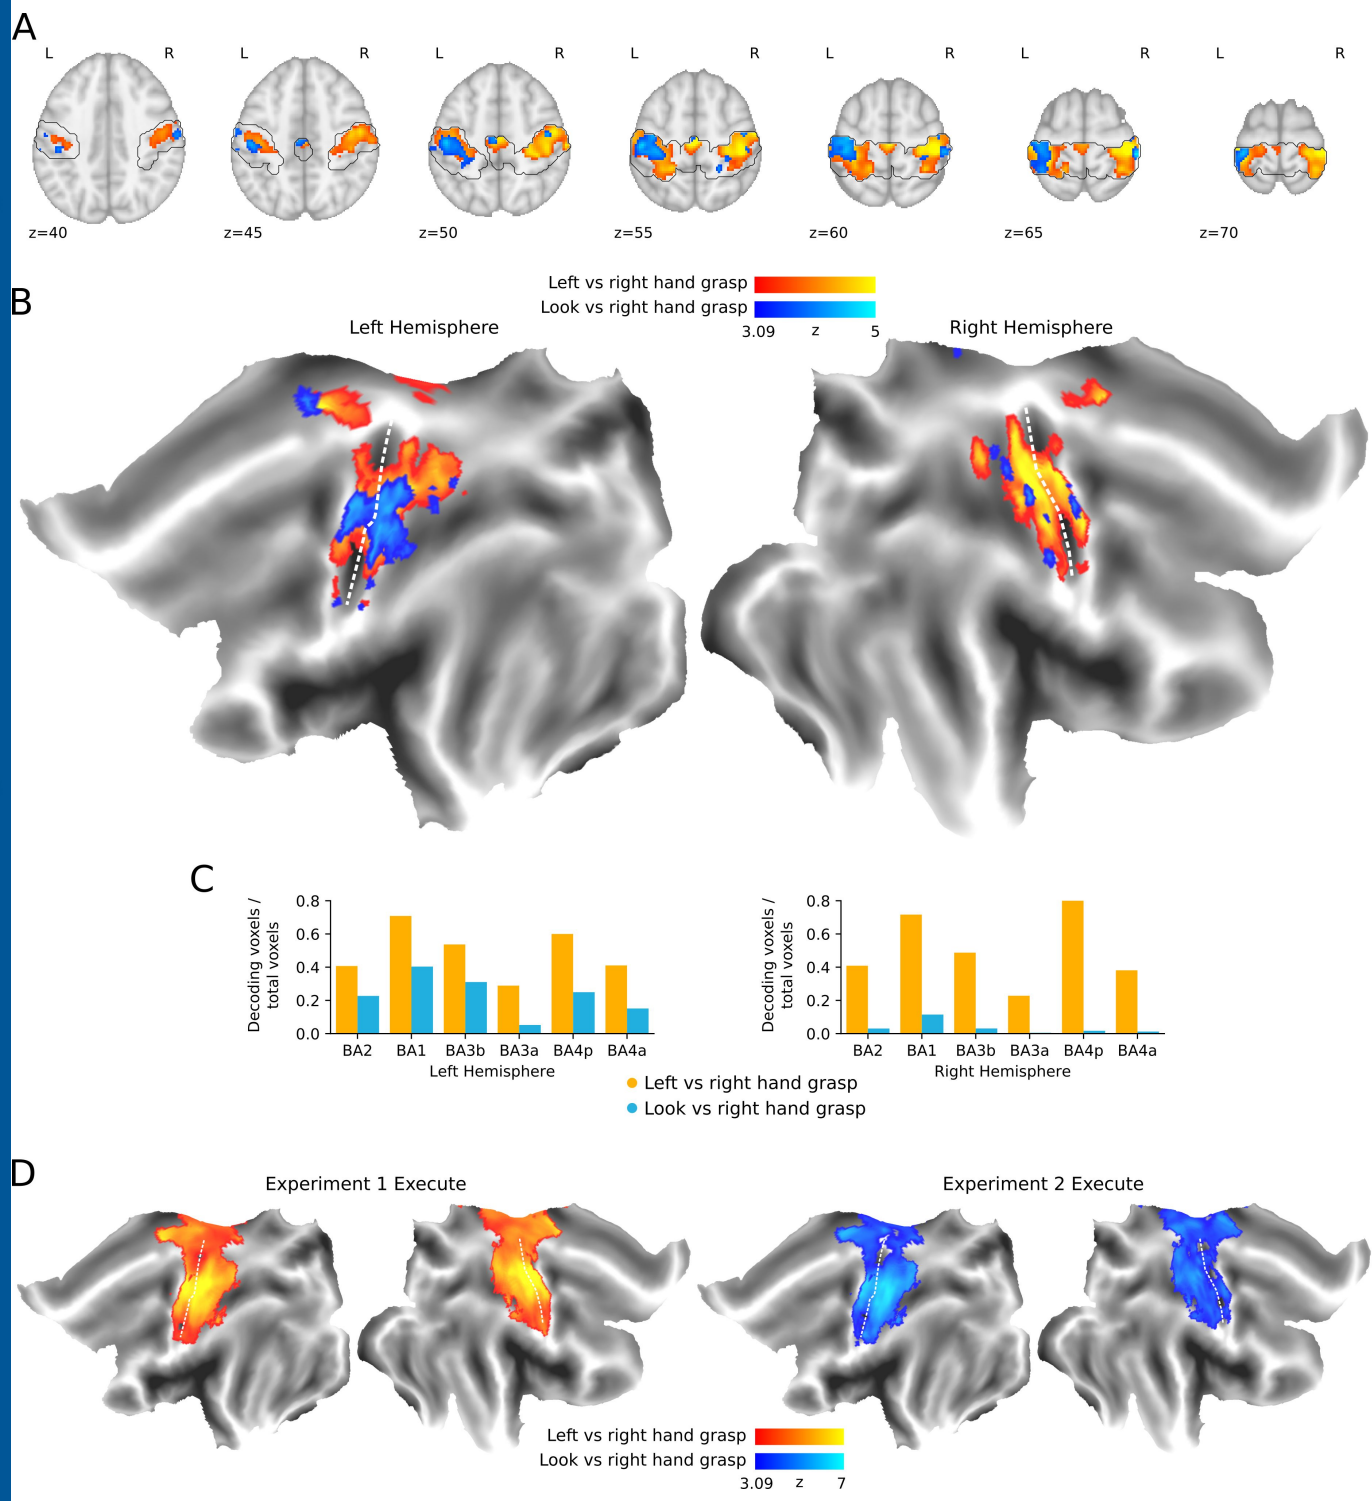 A
L R L R L R L R L R L R L R
z=40 z=45 z=50 z=55 z=60 z=65 z=70
B
Left vs right hand grasp
Look vs right hand grasp
3.09 z 5
Left Hemisphere Right Hemisphere
C
Decoding voxels /
total voxels
0.8
0.6
0.4
0.2
0.0
BA2 BA1 BA3b BA3a BA4p BA4a
Left Hemisphere
Decoding voxels /
total voxels
0.8
0.6
0.4
0.2
0.0
BA2 BA1 BA3b BA3a BA4p BA4a
Right Hemisphere
Left vs right hand grasp
Look vs right hand grasp
D
Experiment 1 Execute Experiment 2 Execute
Left vs right hand grasp
Look vs right hand grasp
3.09 z 7